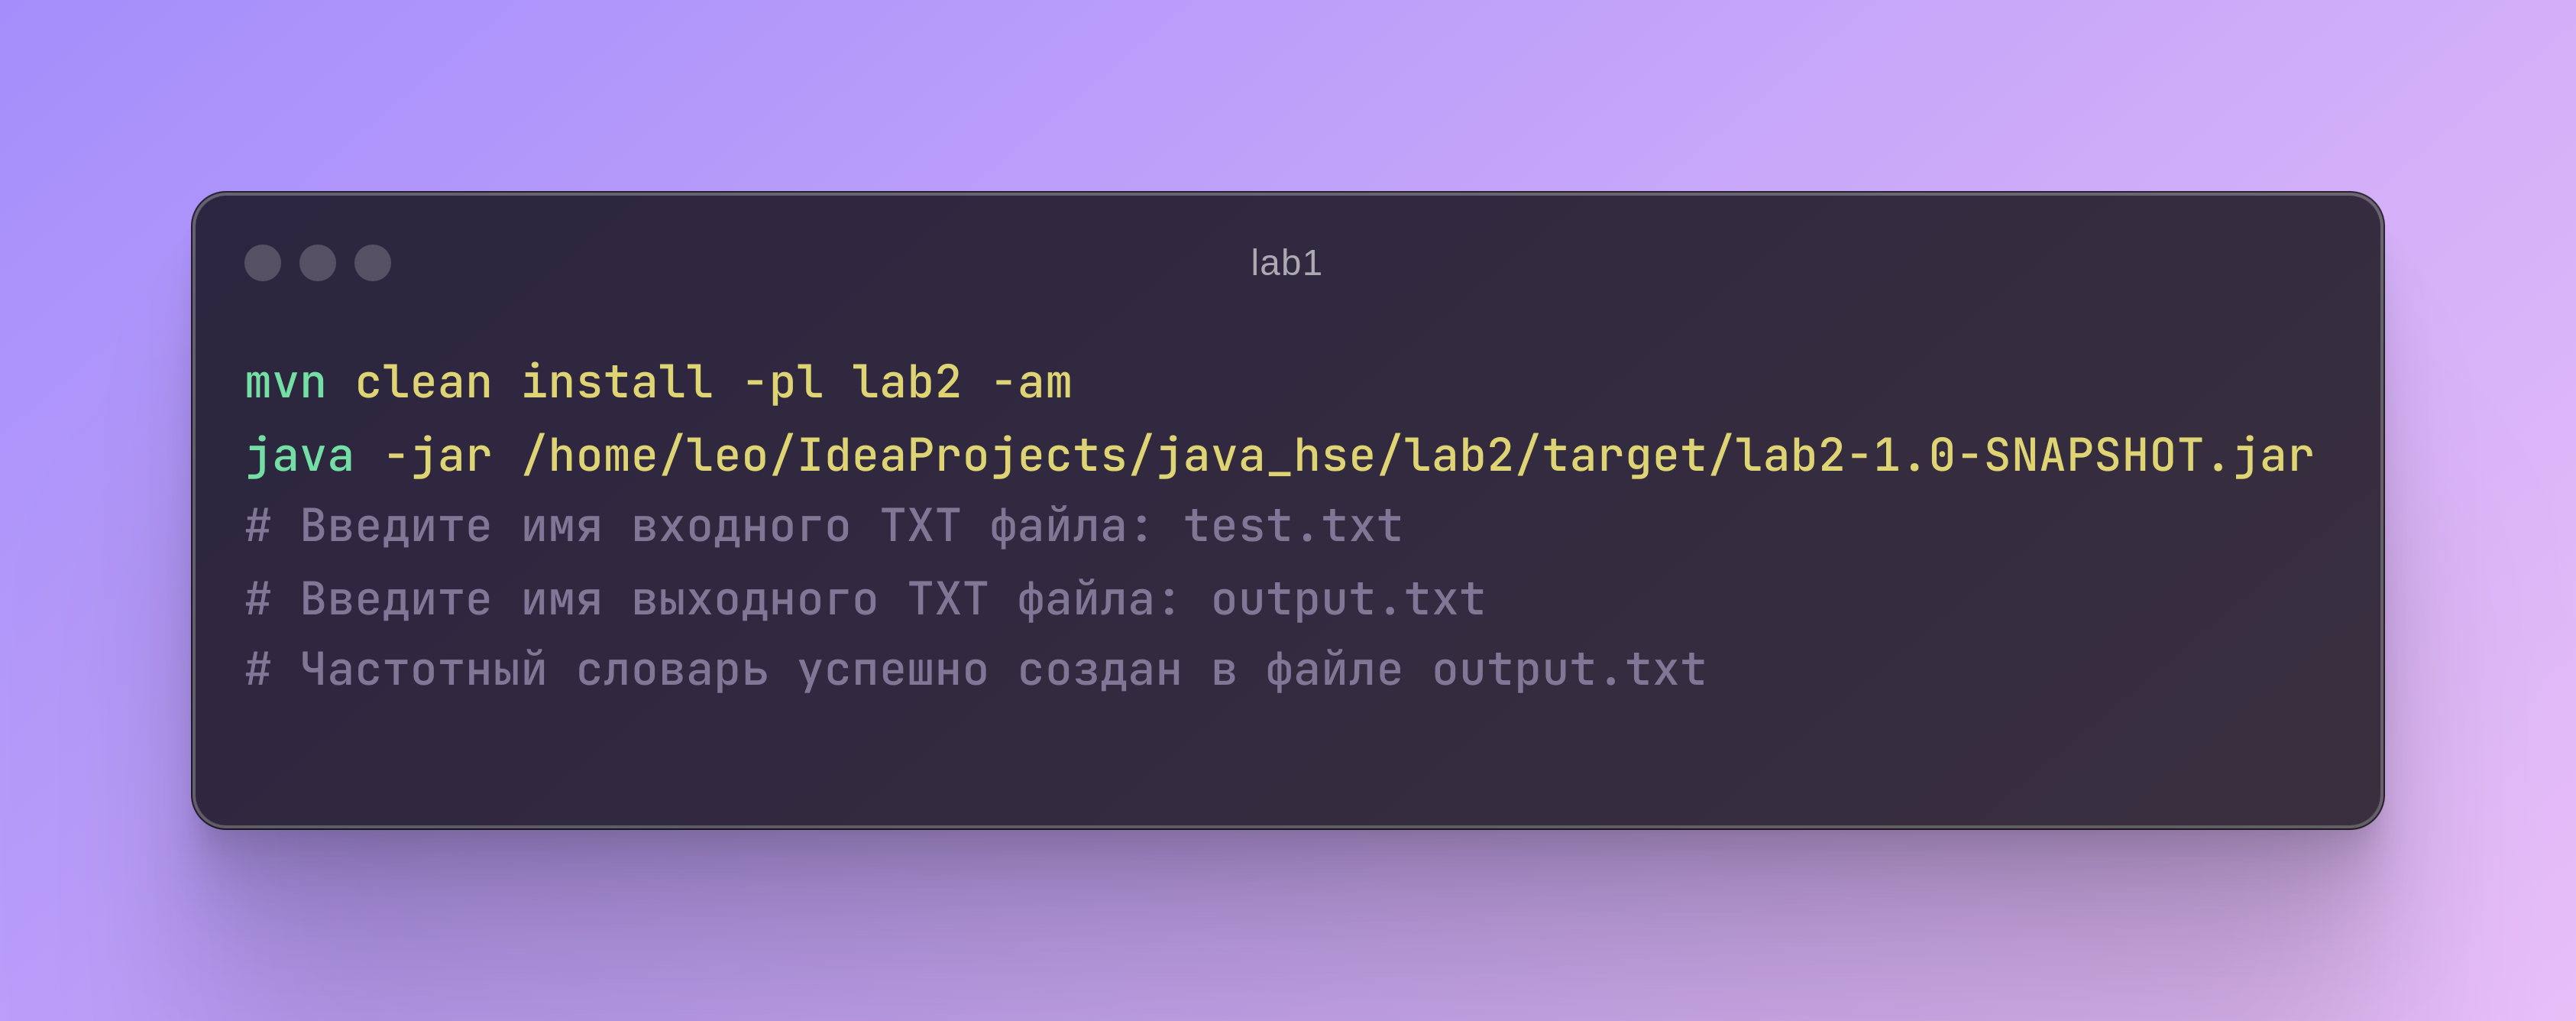 lab1
mvn clean install -pl lab2 -am
java -jar /home/leo/IdeaProjects/java_hse/lab2/target/lab2-1.0-SNAPSHOT.jar
# Введите имя входного TXT файла: test.txt
# Введите имя выходного TXT файла: output.txt
# Частотный словарь успешно создан в файле output.txt